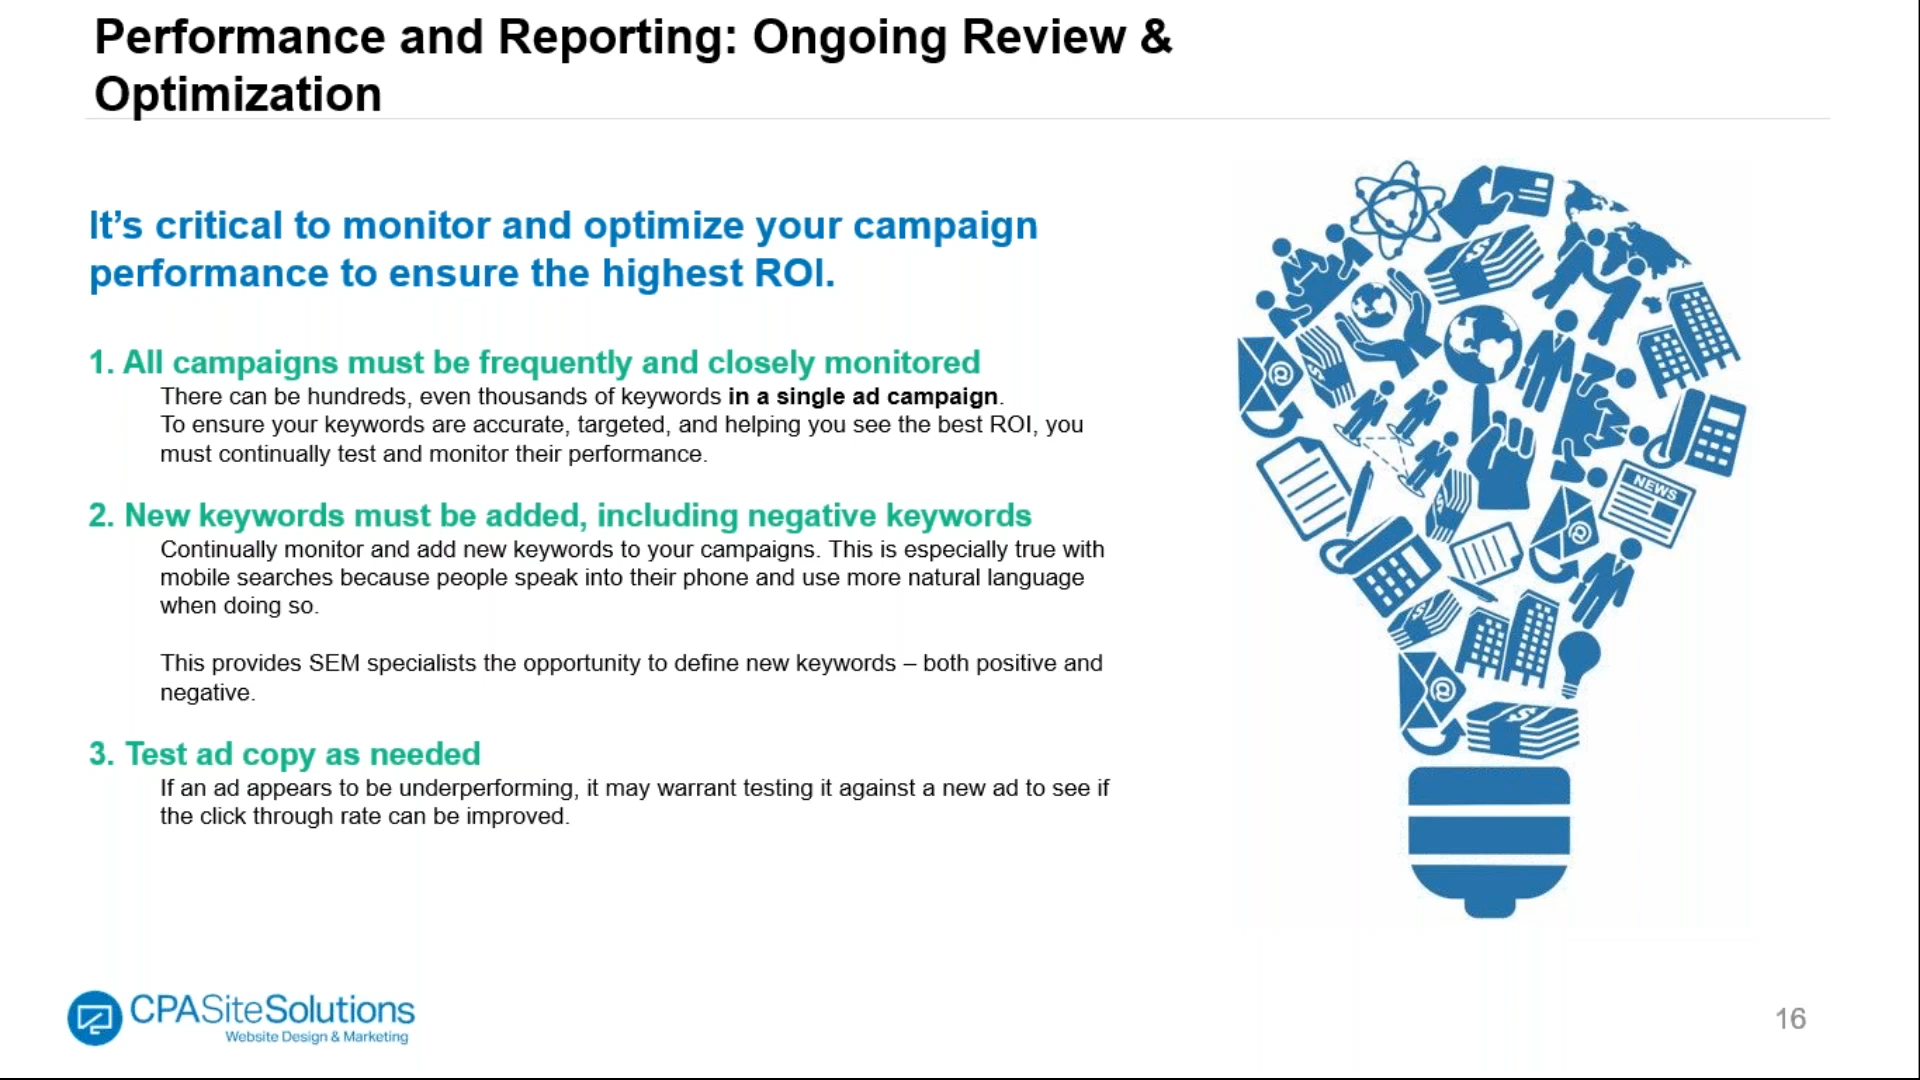 Performance and Reporting: Ongoing Review &
Optimization
It's critical to monitor and optimize your campaign
performance to ensure the highest ROI.
1. All campaigns must be frequently and closely monitored
There can be hundreds, even thousands of keywords in a single ad campaign.
To ensure your keywords are accurate, targeted, and helping you see the best ROI, you
must continually test and monitor their performance.
2. New keywords must be added, including negative keywords
Continually monitor and add new keywords to your campaigns. This is especially true with
mobile searches because people speak into their phone and use more natural language
when doing so.
This provides SEM specialists the opportunity to define new keywords – both positive and
negative.
3. Test ad copy as needed
If an ad appears to be underperforming, it may warrant testing it against a new ad to see if
the click through rate can be improved.
$
@
NEWS
@
$
@
$
CPASiteSolutions
Website Design & Marketing
16